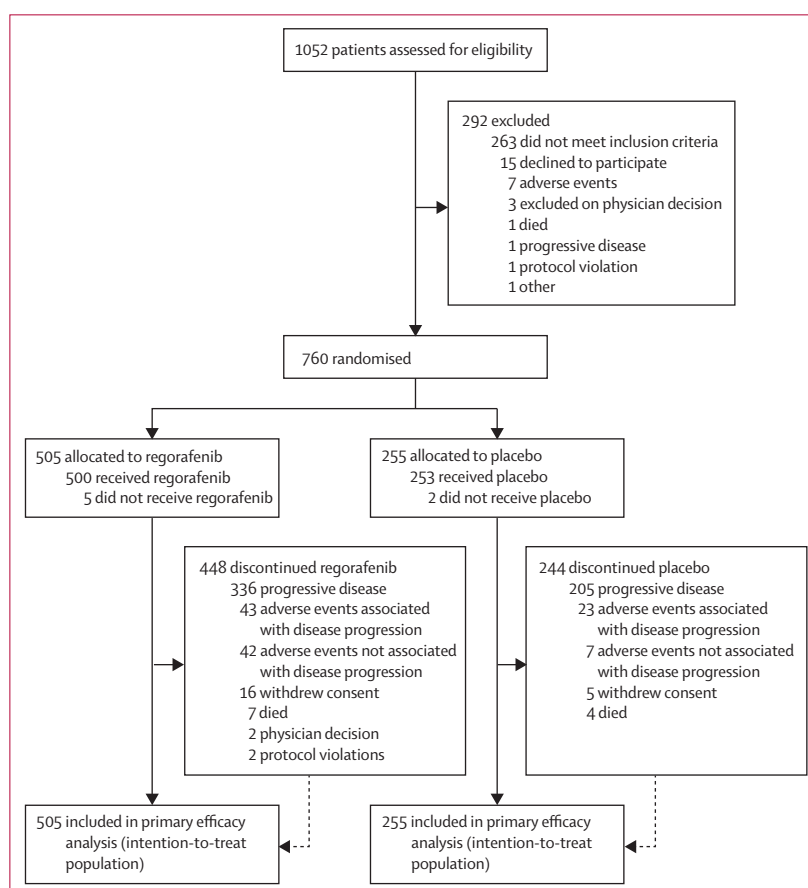 1052 patients assessed for eligibility
292 excluded
263 did not meet inclusion criteria
15 declined to participate
7 adverse events
3 excluded on physician decision
1 died
1 progressive disease
1 protocol violation
1 other
760 randomised
505 allocated to regorafenib
500 received regorafenib
5 did not receive regorafenib
255 allocated to placebo
253 received placebo
2 did not receive placebo
448 discontinued regorafenib
336 progressive disease
43 adverse events associated
with disease progression
42 adverse events not associated
with disease progression
16 withdrew consent
7 died
2 physician decision
2 protocol violations
244 discontinued placebo
205 progressive disease
23 adverse events associated
with disease progression
7 adverse events not associated
with disease progression
5 withdrew consent
4 died
505 included in primary efficacy
analysis (intention-to-treat
population)
255 included in primary efficacy
analysis (intention-to-treat
population)